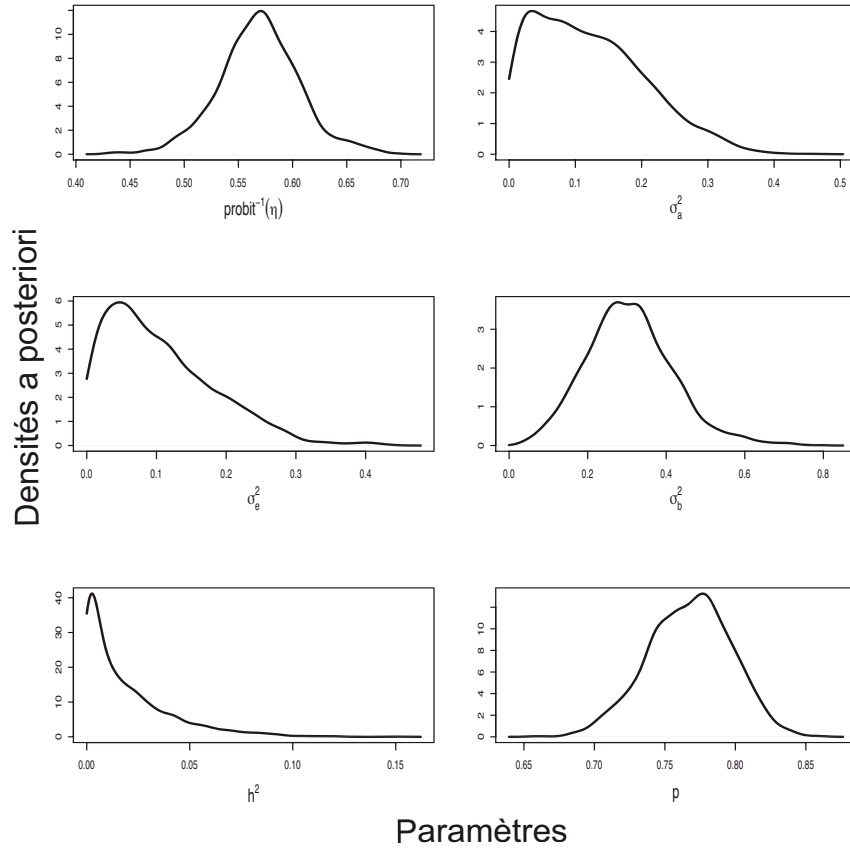 0 2 4 6 8 10
0.40 0.45 0.50 0.55 0.60 0.65 0.70
probit⁻¹(η)
0 1 2 3 4
0.0 0.1 0.2 0.3 0.4 0.5
σ²a
Densités a posteriori
0 1 2 3 4 5 6
0.0 0.1 0.2 0.3 0.4
σ²e
0 1 2 3
0.0 0.2 0.4 0.6 0.8
σ²b
0 10 20 30 40
0.00 0.05 0.10 0.15
h²
0 2 4 6 8 10
0.65 0.70 0.75 0.80 0.85
p
Paramètres